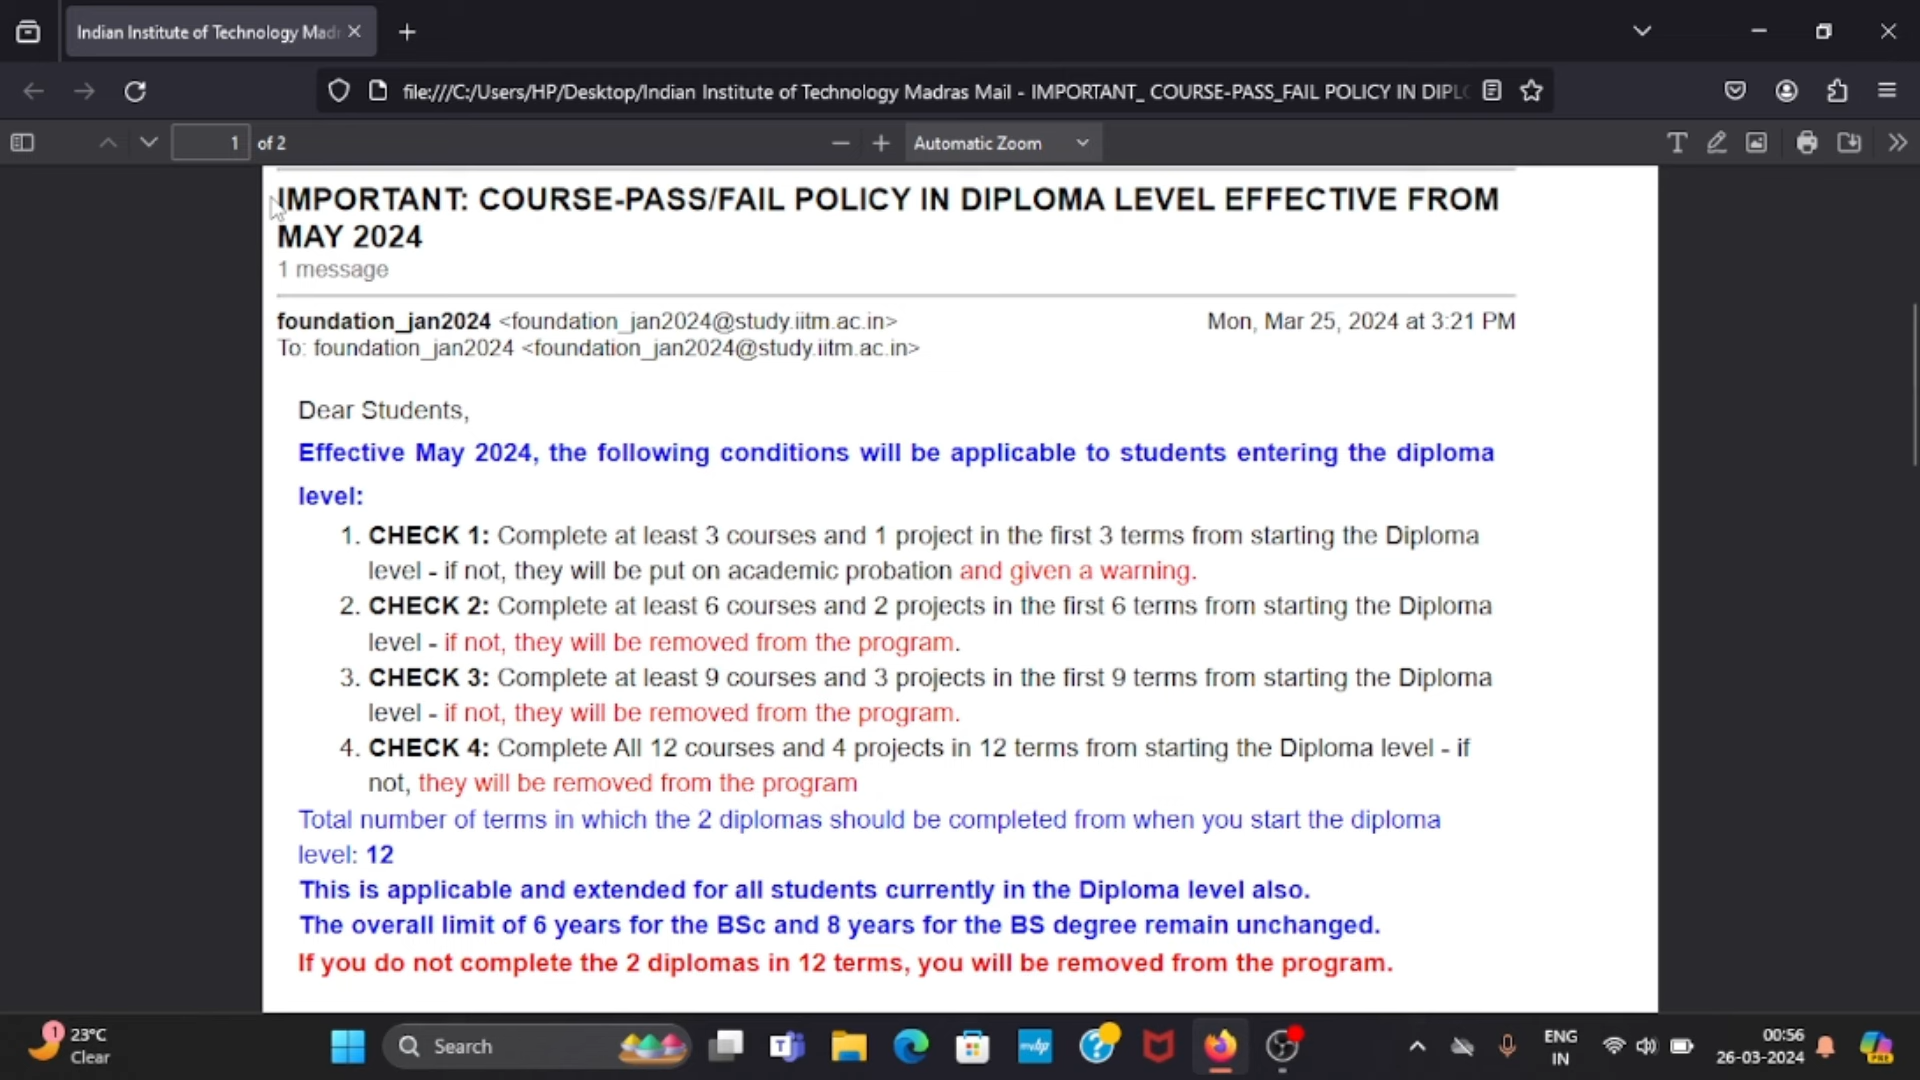 Indian Institute of Technology Mad
file:///C:/Users/HP/Desktop/Indian Institute of Technology Madras Mail - IMPORTANT_ COURSE-PASS_FAIL POLICY IN DIPL
1 of 2
Automatic Zoom
IMPORTANT: COURSE-PASS/FAIL POLICY IN DIPLOMA LEVEL EFFECTIVE FROM
MAY 2024
1 message
foundation_jan2024 <foundation_jan2024@study.iitm.ac.in> Mon, Mar 25, 2024 at 3:21 PM
To: foundation_jan2024 <foundation_jan2024@study.iitm.ac.in>
Dear Students,
Effective May 2024, the following conditions will be applicable to students entering the diploma
level:
1. CHECK 1: Complete at least 3 courses and 1 project in the first 3 terms from starting the Diploma
level - if not, they will be put on academic probation and given a warning.
2. CHECK 2: Complete at least 6 courses and 2 projects in the first 6 terms from starting the Diploma
level - if not, they will be removed from the program.
3. CHECK 3: Complete at least 9 courses and 3 projects in the first 9 terms from starting the Diploma
level - if not, they will be removed from the program.
4. CHECK 4: Complete All 12 courses and 4 projects in 12 terms from starting the Diploma level - if
not, they will be removed from the program
Total number of terms in which the 2 diplomas should be completed from when you start the diploma
level: 12
This is applicable and extended for all students currently in the Diploma level also.
The overall limit of 6 years for the BSc and 8 years for the BS degree remain unchanged.
If you do not complete the 2 diplomas in 12 terms, you will be removed from the program.
1 23°C
Clear
Search
myhp
ENG
IN
00:56
26-03-2024
PRE